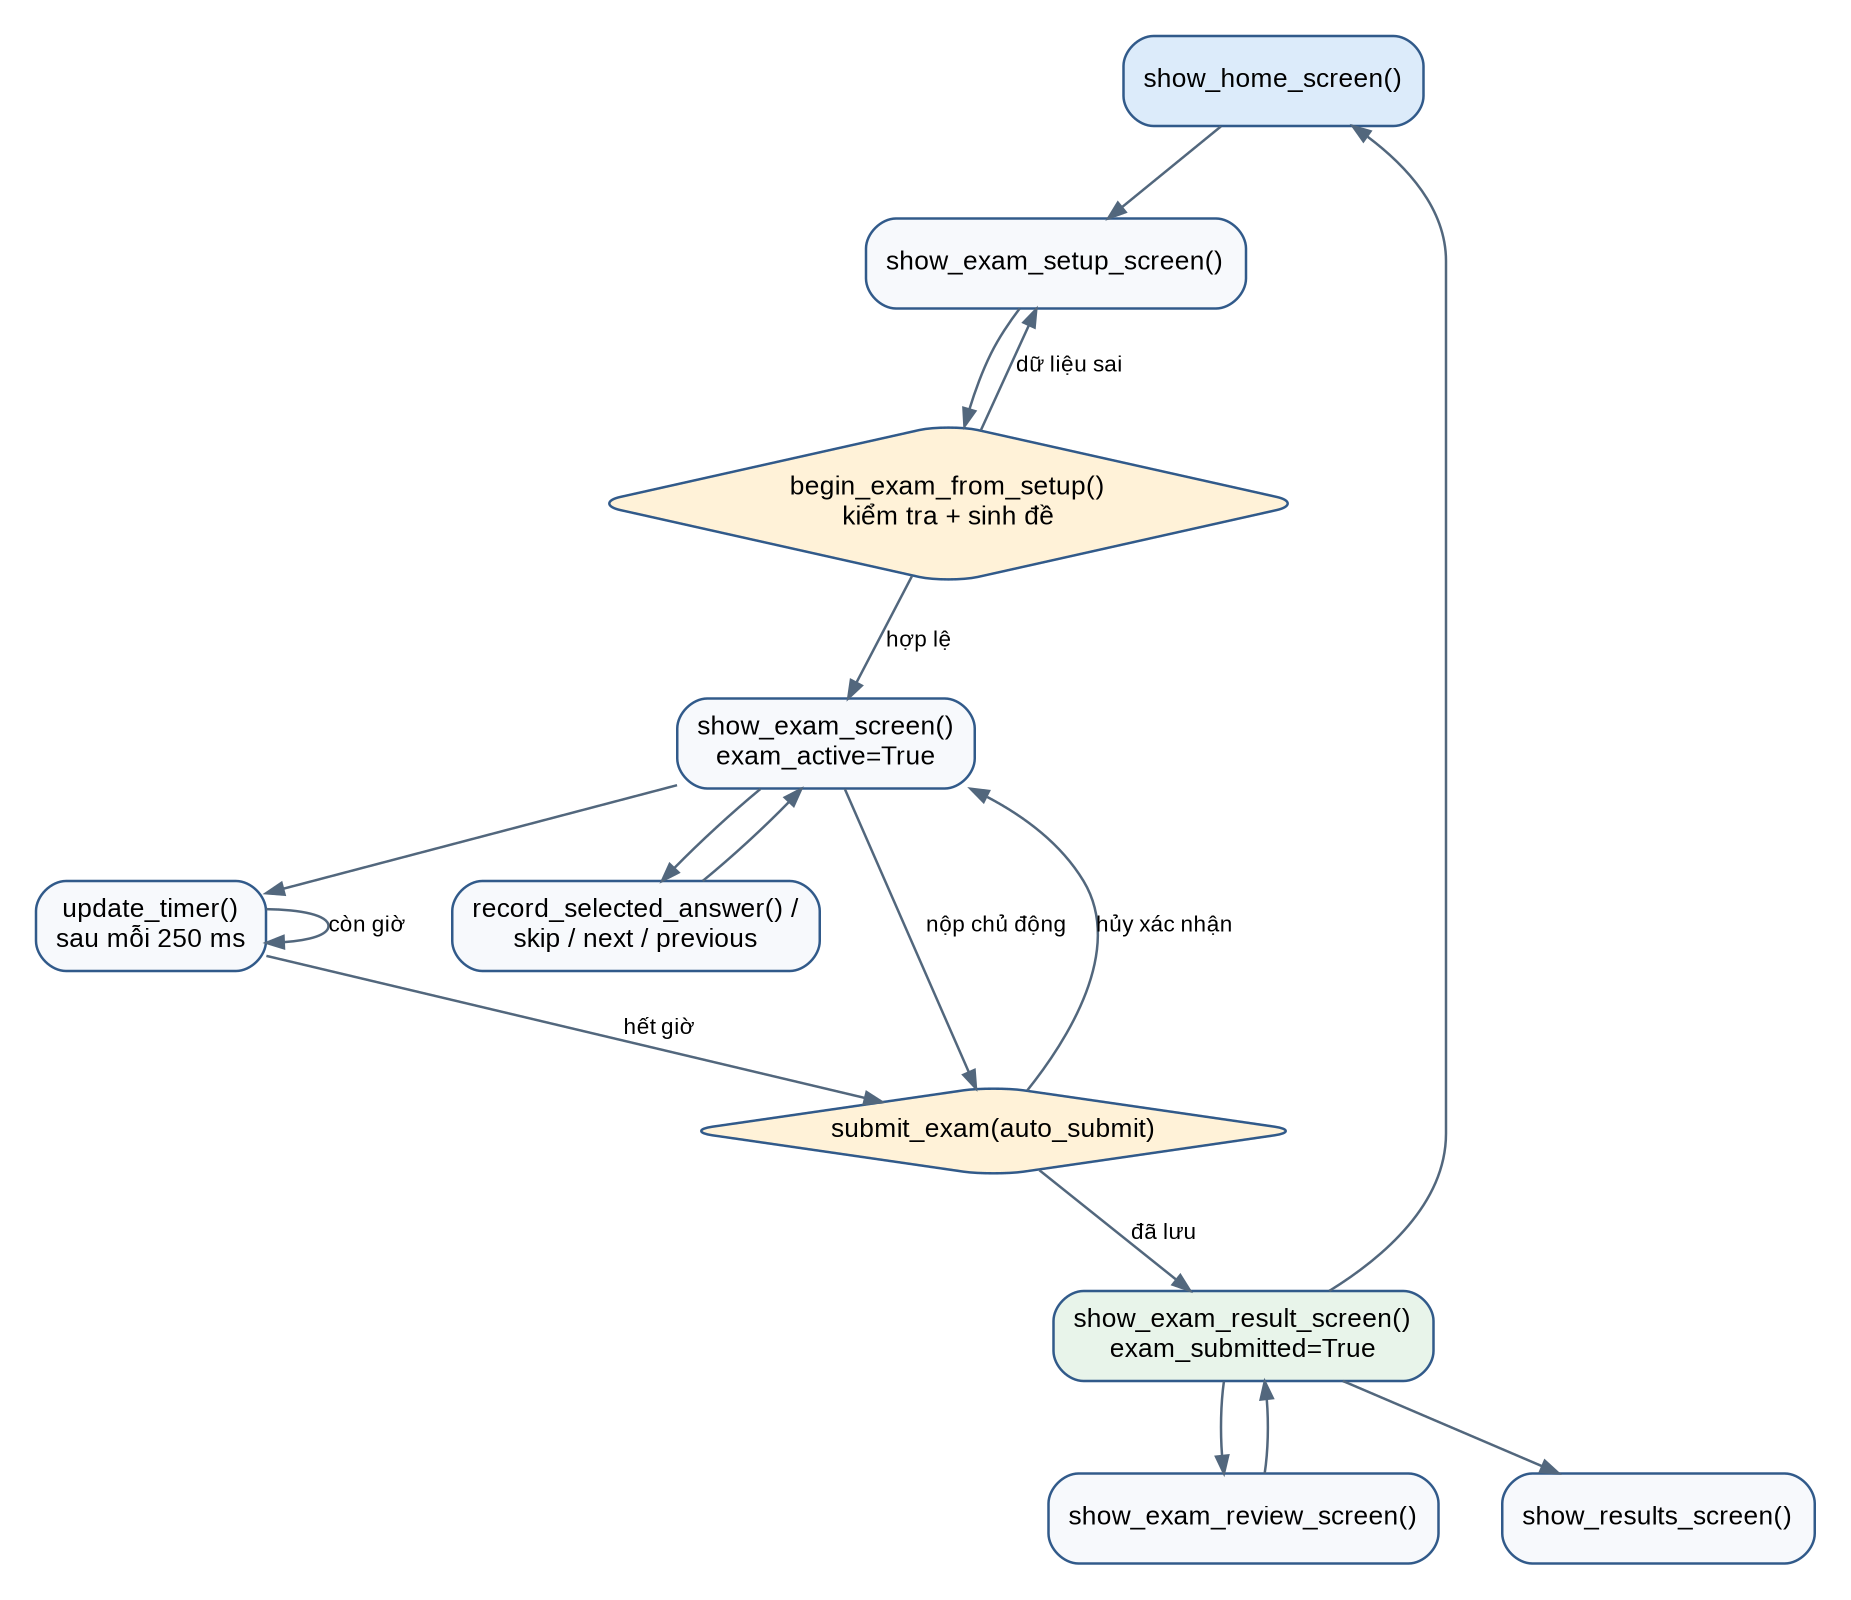 show_home_screen()
show_exam_setup_screen()
dữ liệu sai
begin_exam_from_setup()
kiểm tra + sinh đề
hợp lệ
show_exam_screen()
exam_active=True
update_timer()
sau mỗi 250 ms
còn giờ
record_selected_answer() /
skip / next / previous
nộp chủ động
hủy xác nhận
hết giờ
submit_exam(auto_submit)
đã lưu
show_exam_result_screen()
exam_submitted=True
show_exam_review_screen()
show_results_screen()